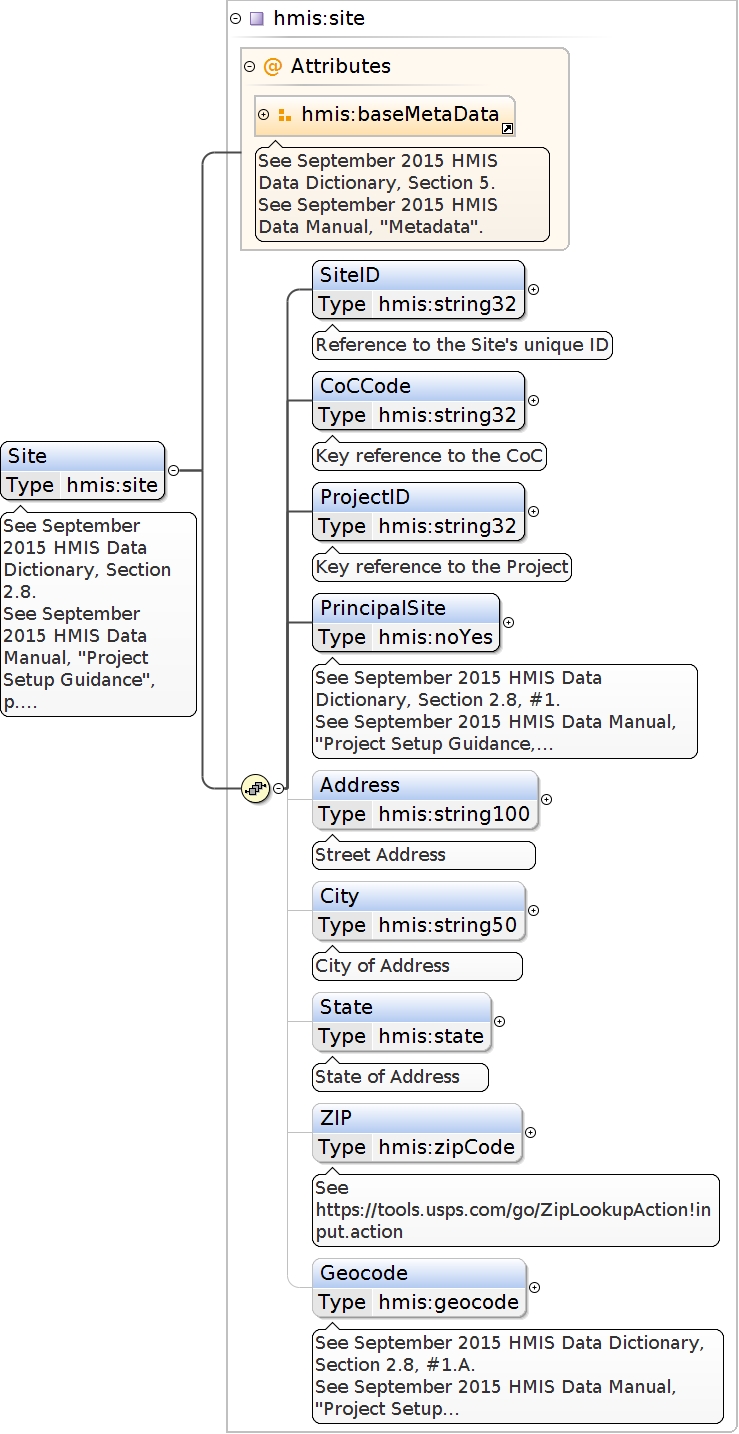 hmis:site
Attributes
hmis:baseMetaData
See September 2015 HMIS
Data Dictionary, Section 5.
See September 2015 HMIS
Data Manual, "Metadata".
Site
Type hmis:site
See September
2015 HMIS Data
Dictionary, Section
2.8.
See September
2015 HMIS Data
Manual, "Project
Setup Guidance",
p....
SiteID
Type hmis:string32
Reference to the Site's unique ID
CoCCode
Type hmis:string32
Key reference to the CoC
ProjectID
Type hmis:string32
Key reference to the Project
PrincipalSite
Type hmis:noYes
See September 2015 HMIS Data
Dictionary, Section 2.8, #1.
See September 2015 HMIS Data Manual,
"Project Setup Guidance,...
Address
Type hmis:string100
Street Address
City
Type hmis:string50
City of Address
State
Type hmis:state
State of Address
ZIP
Type hmis:zipCode
See
https://tools.usps.com/go/ZipLookupAction!in
put.action
Geocode
Type hmis:geocode
See September 2015 HMIS Data Dictionary,
Section 2.8, #1.A.
See September 2015 HMIS Data Manual,
"Project Setup...